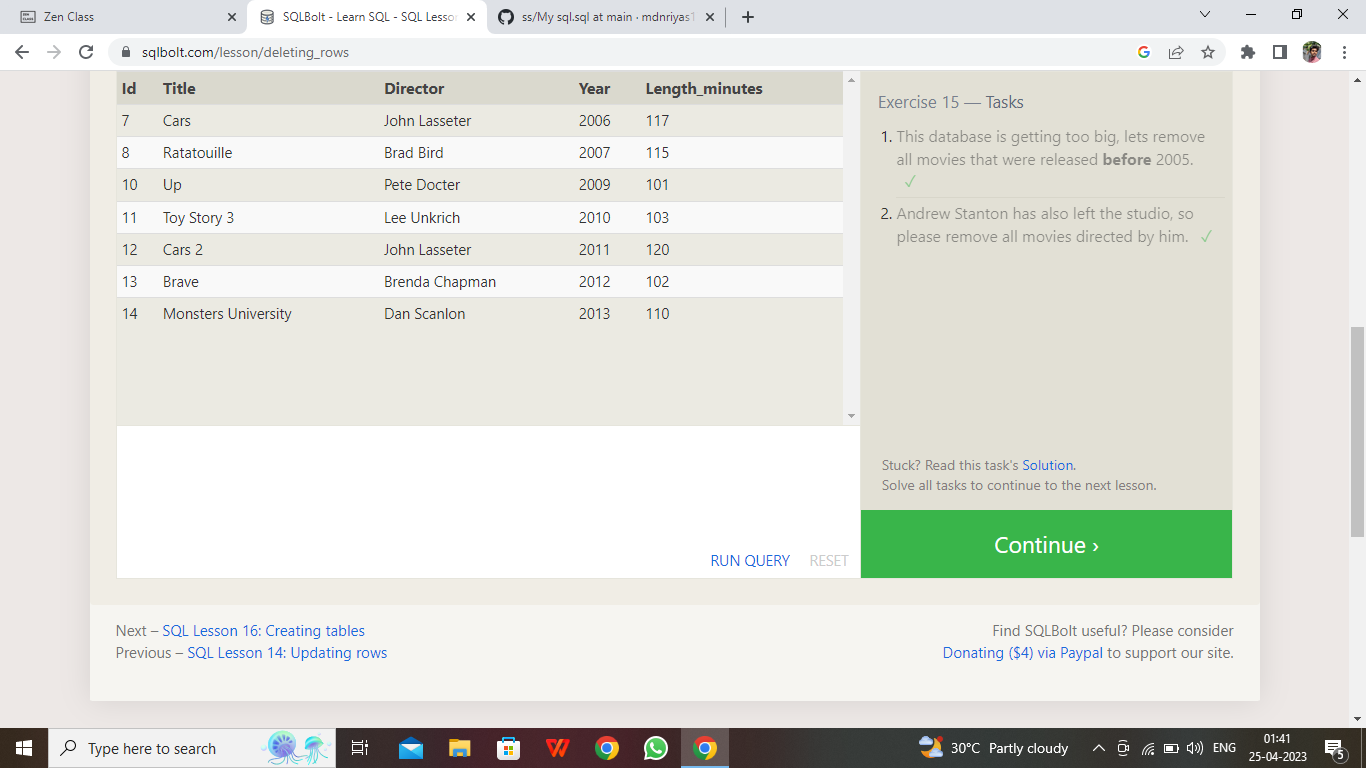 Zen Class
SQLBolt - Learn SQL - SQL Lesso
ss/My sql.sql at main · mdnriyas1
sqlbolt.com/lesson/deleting_rows
Id Title Director Year Length_minutes
7 Cars John Lasseter 2006 117
8 Ratatouille Brad Bird 2007 115
10 Up Pete Docter 2009 101
11 Toy Story 3 Lee Unkrich 2010 103
12 Cars 2 John Lasseter 2011 120
13 Brave Brenda Chapman 2012 102
14 Monsters University Dan Scanlon 2013 110
RUN QUERY RESET
Exercise 15 — Tasks
1. This database is getting too big, lets remove
all movies that were released before 2005.
✓
2. Andrew Stanton has also left the studio, so
please remove all movies directed by him. ✓
Stuck? Read this task's Solution.
Solve all tasks to continue to the next lesson.
Continue ›
Next – SQL Lesson 16: Creating tables
Previous – SQL Lesson 14: Updating rows
Find SQLBolt useful? Please consider
Donating ($4) via Paypal to support our site.
Type here to search
30°C Partly cloudy
ENG
01:41
25-04-2023
5